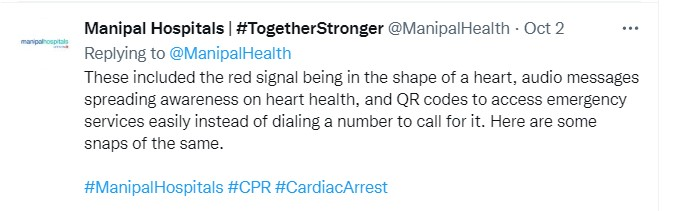 Manipal Hospitals | #TogetherStronger @ManipalHealth · Oct 2
manipalhospitals
Replying to @ManipalHealth
These included the red signal being in the shape of a heart, audio messages
spreading awareness on heart health, and QR codes to access emergency
services easily instead of dialing a number to call for it. Here are some
snaps of the same.
#ManipalHospitals #CPR #CardiacArrest